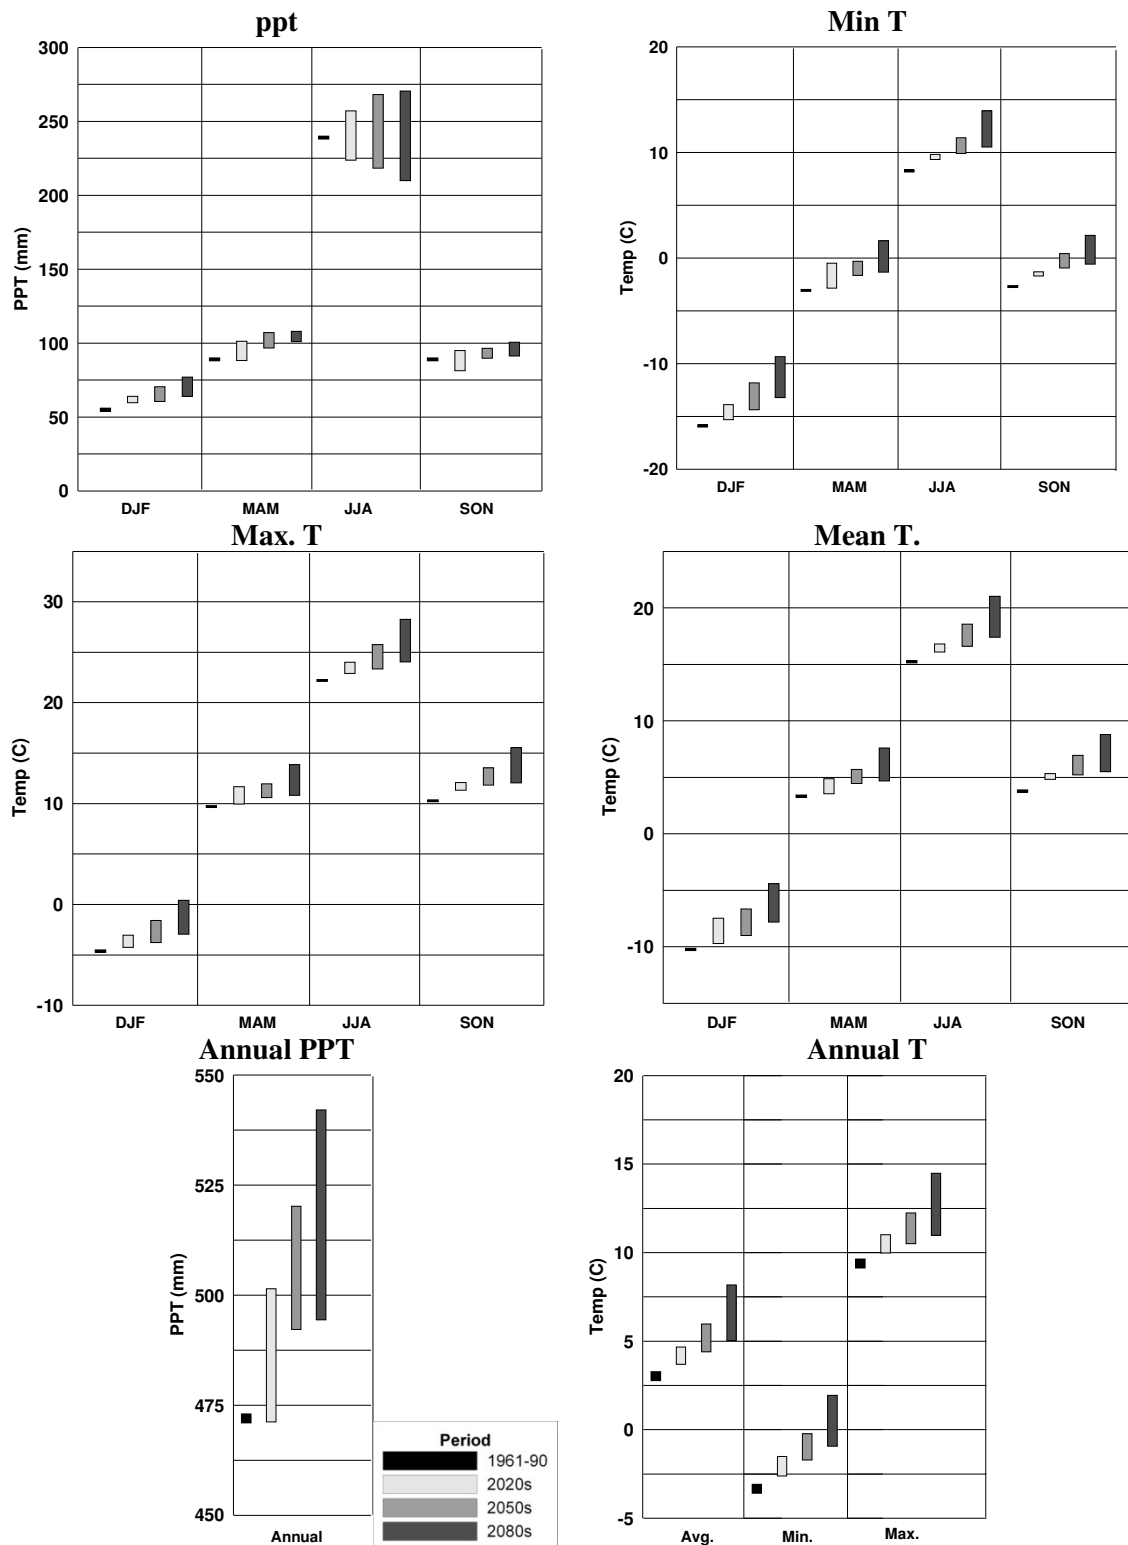 ppt
Min T
300
250
200
150
100
50
0
PPT (mm)
DJF MAM JJA SON
20
10
0
-10
-20
Temp (C)
DJF MAM JJA SON
Max. T
Mean T.
30
20
10
0
-10
Temp (C)
DJF MAM JJA SON
20
10
0
-10
Temp (C)
DJF MAM JJA SON
Annual PPT
Annual T
550
525
500
475
450
PPT (mm)
Annual
Period
1961-90
2020s
2050s
2080s
20
15
10
5
0
-5
Temp (C)
Avg. Min. Max.